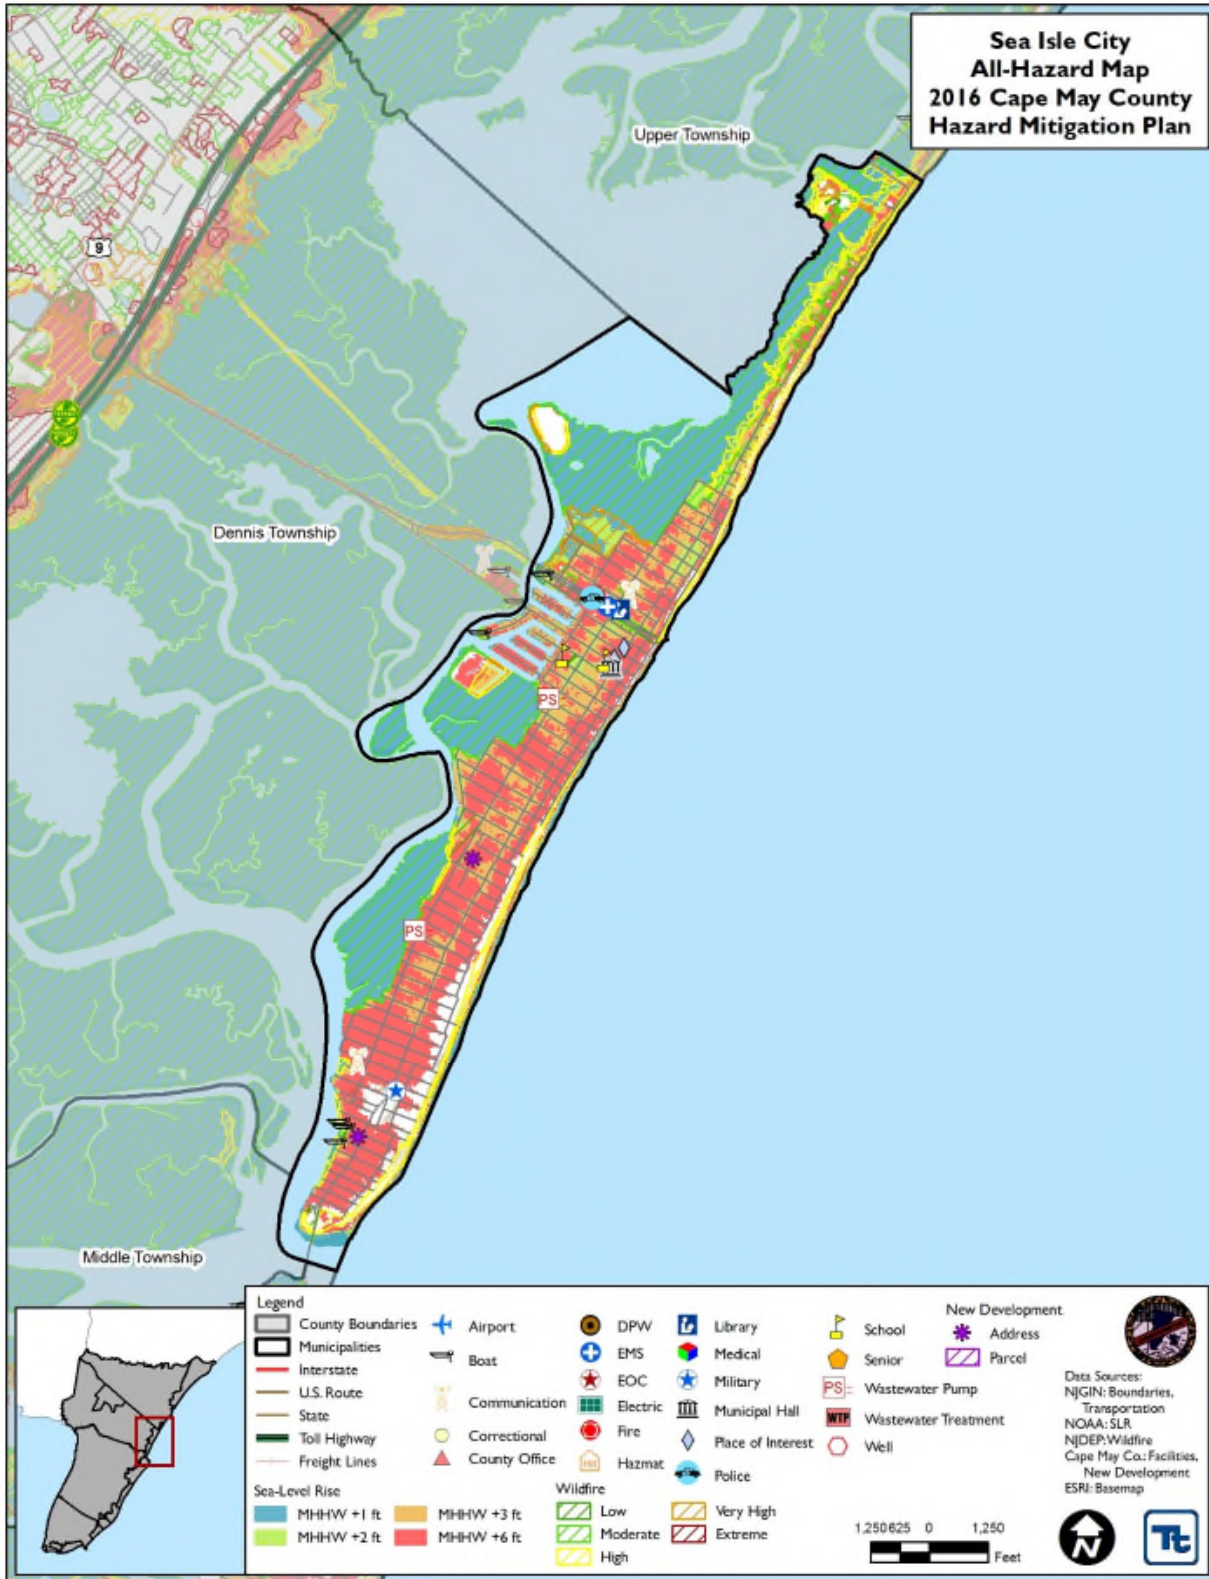 Sea Isle City
All-Hazard Map
2016 Cape May County
Hazard Mitigation Plan
Upper Township
9
Dennis Township
PS
PS
Middle Township
Legend
County Boundaries
Municipalities
Interstate
U.S. Route
State
Toll Highway
Freight Lines
Airport
Boat
Communication
Correctional
County Office
DPW
EMS
EOC
Electric
Fire
Hazmat
Library
Medical
Military
Municipal Hall
Place of Interest
Police
School
Senior
PS Wastewater Pump
WTP Wastewater Treatment
Well
New Development
Address
Parcel
Sea-Level Rise
MHHW +1 ft
MHHW +2 ft
MHHW +3 ft
MHHW +6 ft
Wildfire
Low
Moderate
High
Very High
Extreme
Data Sources:
NJGIN: Boundaries,
Transportation
NOAA: SLR
NJDEP: Wildfire
Cape May Co.: Facilities,
New Development
ESRI: Basemap
1,250 625 0 1,250
Feet
N
Tt